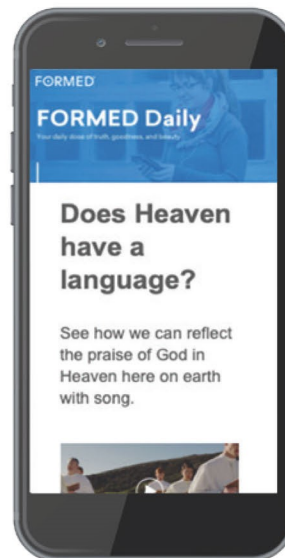 FORMED
FORMED Daily
Your daily dose of truth, goodness, and beauty
Does Heaven
have a
language?
See how we can reflect
the praise of God in
Heaven here on earth
with song.